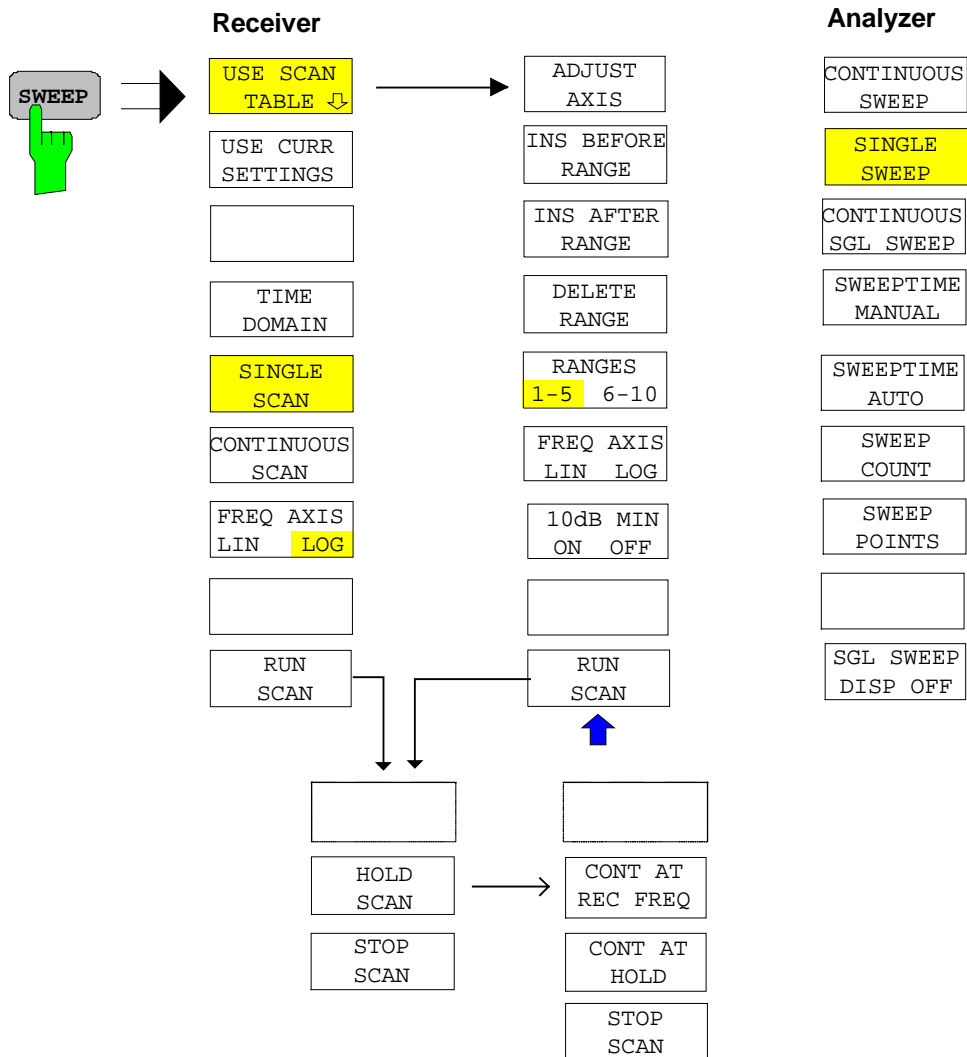 Receiver
Analyzer
SWEEP
USE SCAN
TABLE
USE CURR
SETTINGS
TIME
DOMAIN
SINGLE
SCAN
CONTINUOUS
SCAN
FREQ AXIS
LIN LOG
RUN
SCAN
ADJUST
AXIS
INS BEFORE
RANGE
INS AFTER
RANGE
DELETE
RANGE
RANGES
1-5 6-10
FREQ AXIS
LIN LOG
10dB MIN
ON OFF
RUN
SCAN
CONTINUOUS
SWEEP
SINGLE
SWEEP
CONTINUOUS
SGL SWEEP
SWEEPTIME
MANUAL
SWEEPTIME
AUTO
SWEEP
COUNT
SWEEP
POINTS
SGL SWEEP
DISP OFF
HOLD
SCAN
STOP
SCAN
CONT AT
REC FREQ
CONT AT
HOLD
STOP
SCAN